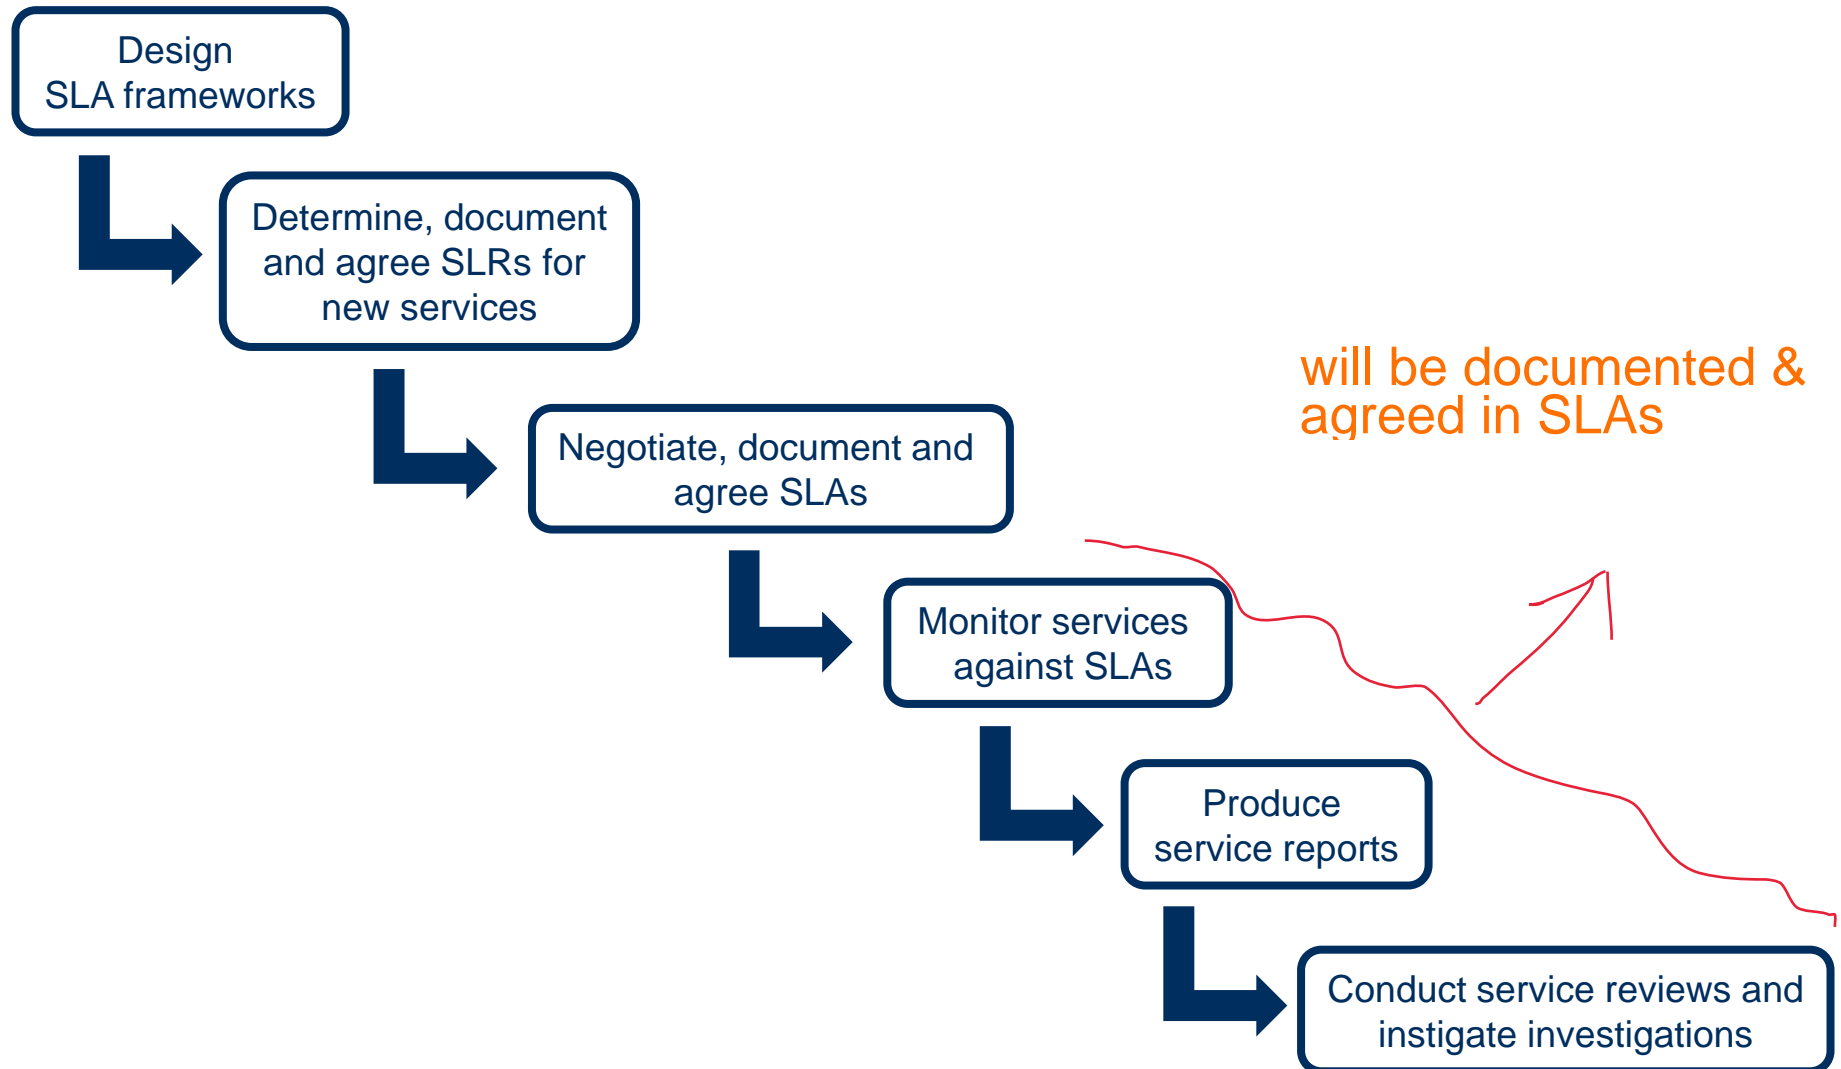 Design
SLA frameworks
Determine, document
and agree SLRs for
new services
will be documented &
agreed in SLAs
Negotiate, document and
agree SLAs
Monitor services
against SLAs
Produce
service reports
Conduct service reviews and
instigate investigations